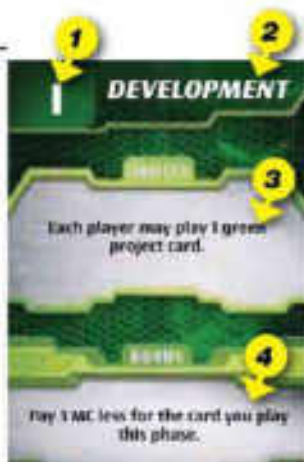 1
2
I DEVELOPMENT
3
Each player may play 1 green
project card.
BONUS
4
Pay 3 MC less for the card you play
this phase.